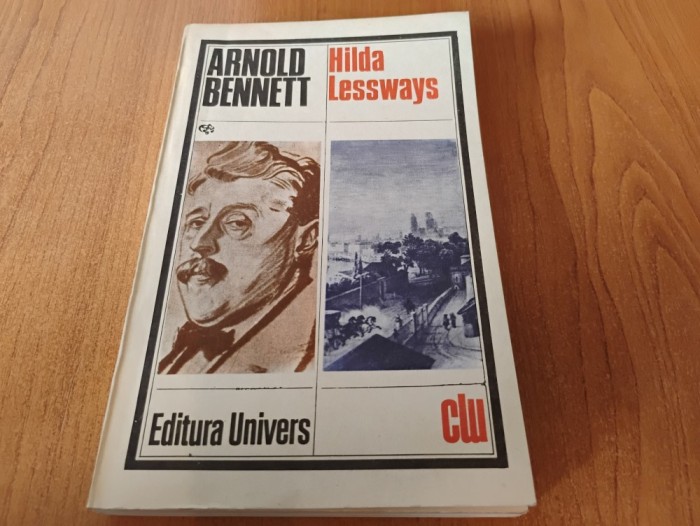 ARNOLD
BENNETT
Hilda
Lessways
Editura Univers
clu